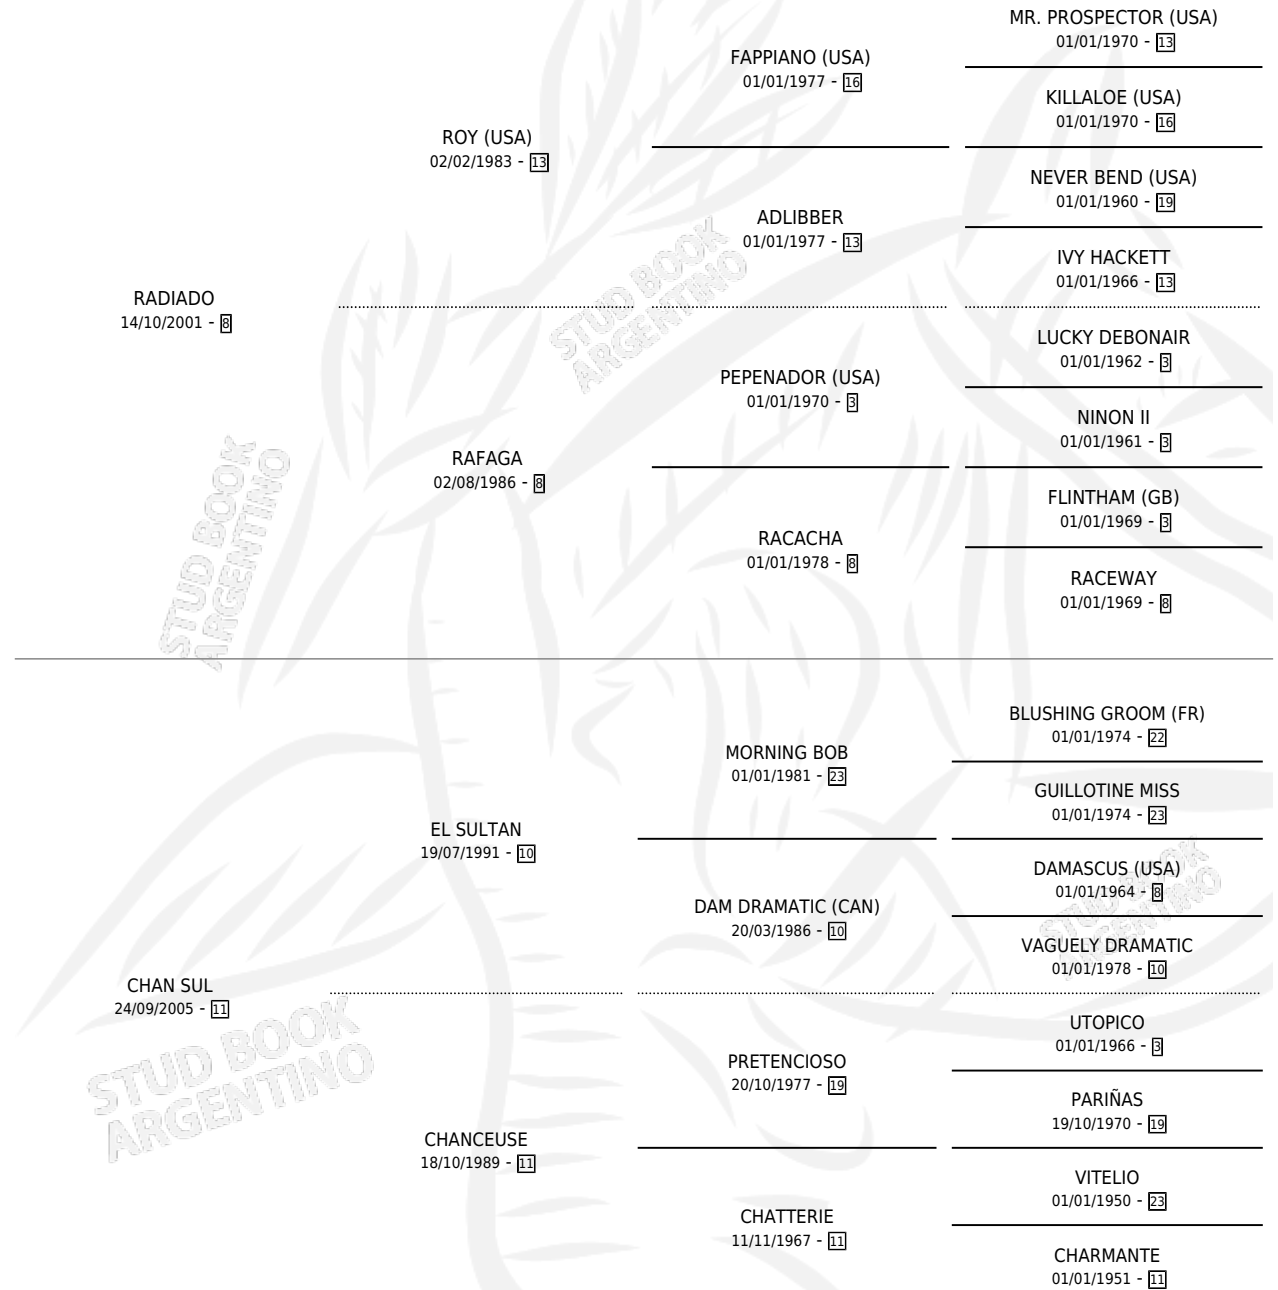 MR. PROSPECTOR (USA)
01/01/1970 - 13
FAPPIANO (USA)
01/01/1977 - 16
KILLALOE (USA)
01/01/1970 - 16
ROY (USA)
02/02/1983 - 13
NEVER BEND (USA)
01/01/1960 - 19
ADLIBBER
01/01/1977 - 13
IVY HACKETT
01/01/1966 - 13
RADIADO
14/10/2001 - 8
LUCKY DEBONAIR
01/01/1962 - 3
PEPENADOR (USA)
01/01/1970 - 3
NINON II
01/01/1961 - 3
RAFAGA
02/08/1986 - 8
FLINTHAM (GB)
01/01/1969 - 3
RACACHA
01/01/1978 - 8
RACEWAY
01/01/1969 - 8
STUD BOOK
ARGENTINO
STUD BOOK
ARGENTINO
BLUSHING GROOM (FR)
01/01/1974 - 22
MORNING BOB
01/01/1981 - 23
GUILLOTINE MISS
01/01/1974 - 23
EL SULTAN
19/07/1991 - 10
DAMASCUS (USA)
01/01/1964 - 8
DAM DRAMATIC (CAN)
20/03/1986 - 10
VAGUELY DRAMATIC
01/01/1978 - 10
STUD BOOK
ARGENTINO
CHAN SUL
24/09/2005 - 11
UTOPICO
01/01/1966 - 3
PRETENCIOSO
20/10/1977 - 19
PARIÑAS
19/10/1970 - 19
CHANCEUSE
18/10/1989 - 11
VITELIO
01/01/1950 - 23
CHATTERIE
11/11/1967 - 11
CHARMANTE
01/01/1951 - 11
STUD BOOK
ARGENTINO